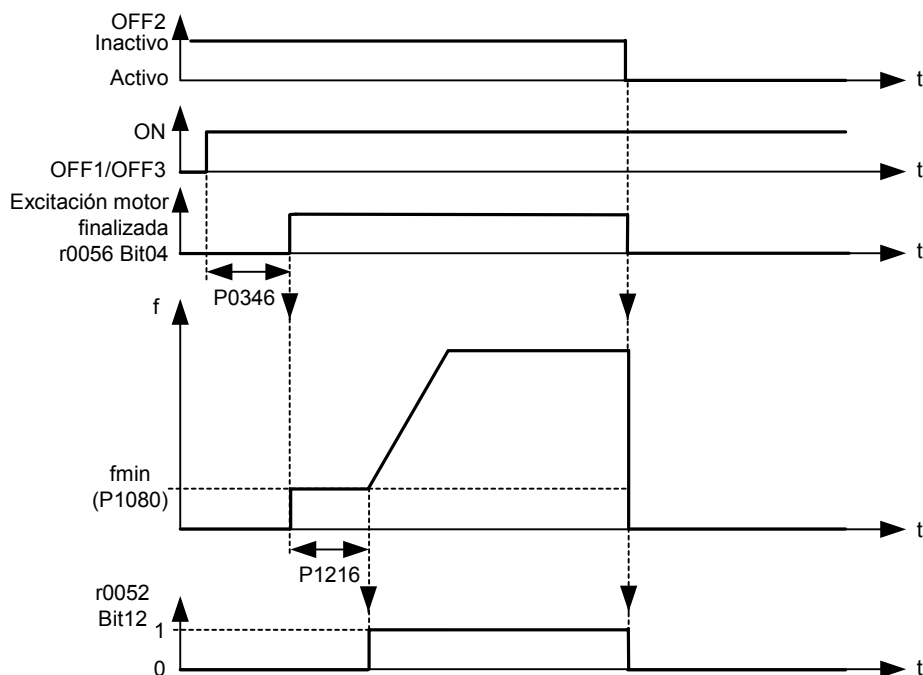 OFF2
Inactivo
Activo
t
ON
OFF1/OFF3
t
Excitación motor
finalizada
r0056 Bit04
t
P0346
f
fmin
(P1080)
t
P1216
r0052
Bit12
1
0
t